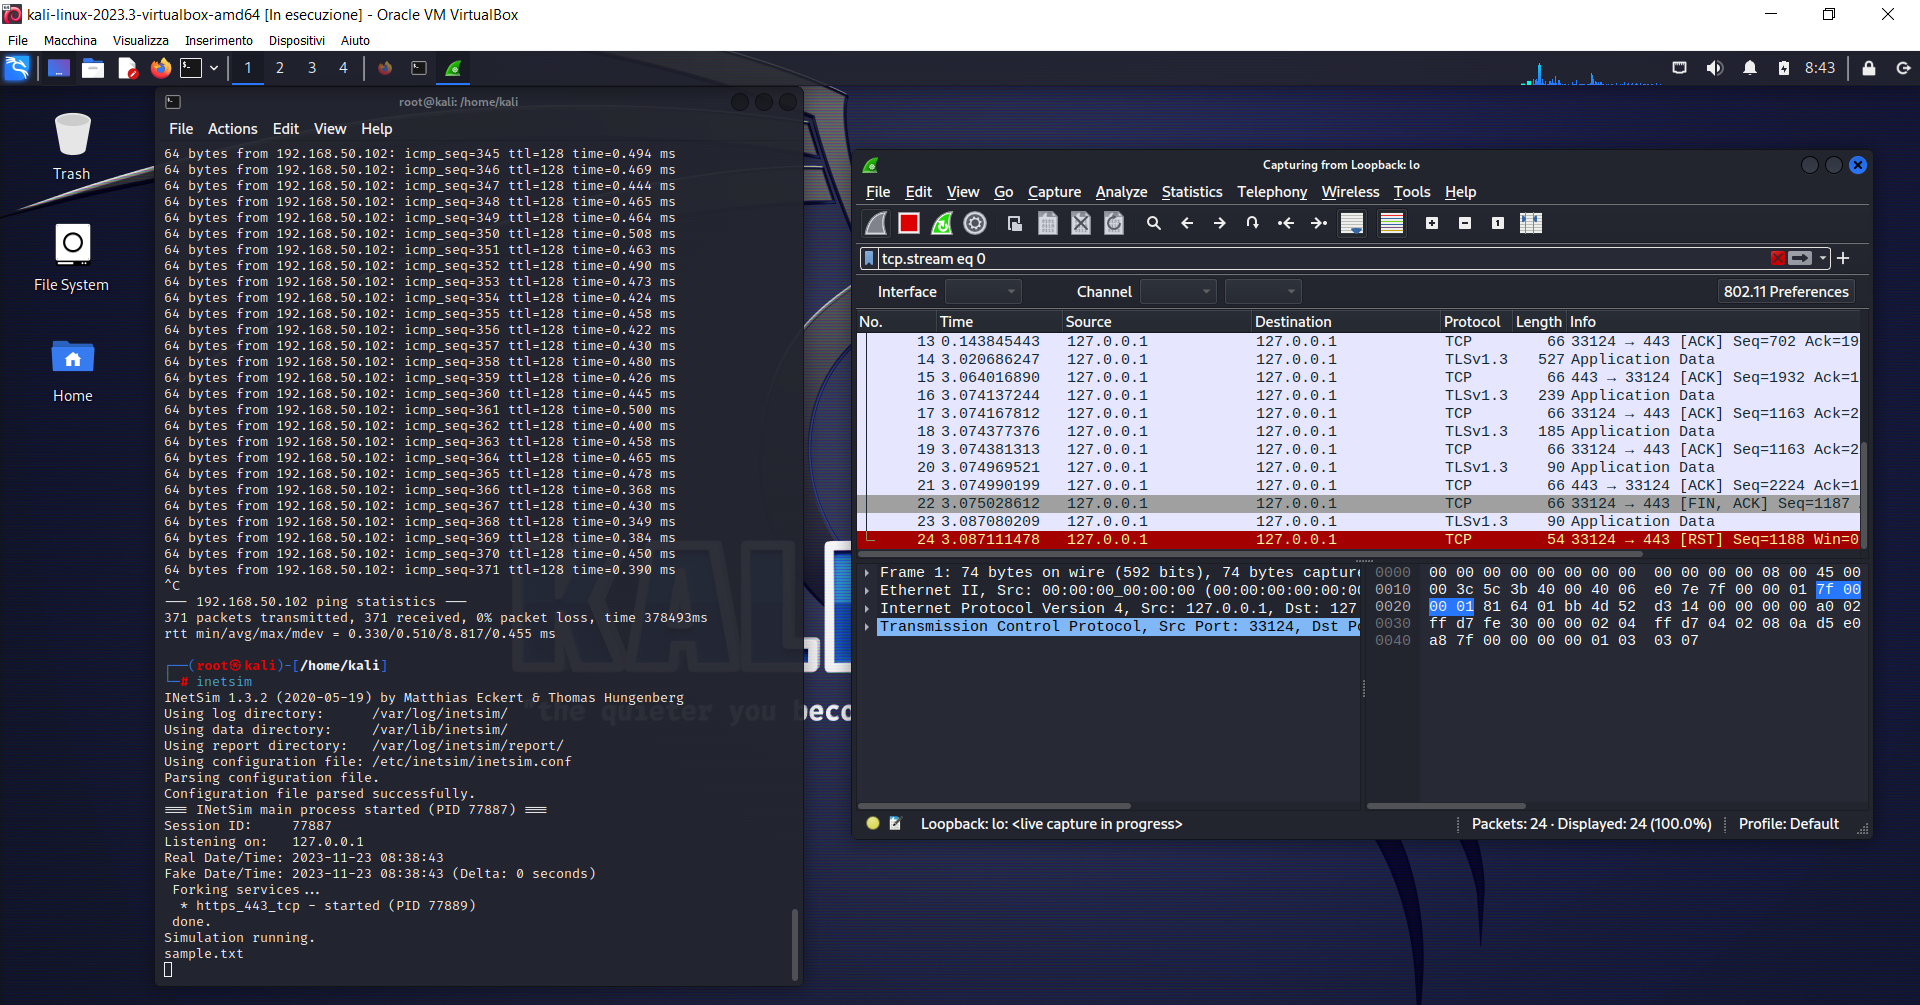 kali-linux-2023.3-virtualbox-amd64 [In esecuzione] - Oracle VM VirtualBox
File Macchina Visualizza Inserimento Dispositivi Aiuto
1 2 3 4 8:43
Trash
File System
Home
root@kali: /home/kali
File Actions Edit View Help
64 bytes from 192.168.50.102: icmp_seq=345 ttl=128 time=0.494 ms
64 bytes from 192.168.50.102: icmp_seq=346 ttl=128 time=0.469 ms
64 bytes from 192.168.50.102: icmp_seq=347 ttl=128 time=0.444 ms
64 bytes from 192.168.50.102: icmp_seq=348 ttl=128 time=0.465 ms
64 bytes from 192.168.50.102: icmp_seq=349 ttl=128 time=0.464 ms
64 bytes from 192.168.50.102: icmp_seq=350 ttl=128 time=0.508 ms
64 bytes from 192.168.50.102: icmp_seq=351 ttl=128 time=0.463 ms
64 bytes from 192.168.50.102: icmp_seq=352 ttl=128 time=0.490 ms
64 bytes from 192.168.50.102: icmp_seq=353 ttl=128 time=0.473 ms
64 bytes from 192.168.50.102: icmp_seq=354 ttl=128 time=0.424 ms
64 bytes from 192.168.50.102: icmp_seq=355 ttl=128 time=0.458 ms
64 bytes from 192.168.50.102: icmp_seq=356 ttl=128 time=0.422 ms
64 bytes from 192.168.50.102: icmp_seq=357 ttl=128 time=0.430 ms
64 bytes from 192.168.50.102: icmp_seq=358 ttl=128 time=0.480 ms
64 bytes from 192.168.50.102: icmp_seq=359 ttl=128 time=0.426 ms
64 bytes from 192.168.50.102: icmp_seq=360 ttl=128 time=0.445 ms
64 bytes from 192.168.50.102: icmp_seq=361 ttl=128 time=0.500 ms
64 bytes from 192.168.50.102: icmp_seq=362 ttl=128 time=0.400 ms
64 bytes from 192.168.50.102: icmp_seq=363 ttl=128 time=0.458 ms
64 bytes from 192.168.50.102: icmp_seq=364 ttl=128 time=0.465 ms
64 bytes from 192.168.50.102: icmp_seq=365 ttl=128 time=0.478 ms
64 bytes from 192.168.50.102: icmp_seq=366 ttl=128 time=0.368 ms
64 bytes from 192.168.50.102: icmp_seq=367 ttl=128 time=0.430 ms
64 bytes from 192.168.50.102: icmp_seq=368 ttl=128 time=0.349 ms
64 bytes from 192.168.50.102: icmp_seq=369 ttl=128 time=0.384 ms
64 bytes from 192.168.50.102: icmp_seq=370 ttl=128 time=0.450 ms
64 bytes from 192.168.50.102: icmp_seq=371 ttl=128 time=0.390 ms
^C
--- 192.168.50.102 ping statistics ---
371 packets transmitted, 371 received, 0% packet loss, time 378493ms
rtt min/avg/max/mdev = 0.330/0.510/8.817/0.455 ms
┌──(root㉿kali)-[/home/kali]
└─# inetsim
INetSim 1.3.2 (2020-05-19) by Matthias Eckert & Thomas Hungenberg
Using log directory: /var/log/inetsim/
Using data directory: /var/lib/inetsim/
Using report directory: /var/log/inetsim/report/
Using configuration file: /etc/inetsim/inetsim.conf
Parsing configuration file.
Configuration file parsed successfully.
=== INetSim main process started (PID 77887) ===
Session ID: 77887
Listening on: 127.0.0.1
Real Date/Time: 2023-11-23 08:38:43
Fake Date/Time: 2023-11-23 08:38:43 (Delta: 0 seconds)
Forking services...
* https_443_tcp - started (PID 77889)
done.
Simulation running.
sample.txt
KALI
"the quieter you beco
Capturing from Loopback: lo
File Edit View Go Capture Analyze Statistics Telephony Wireless Tools Help
tcp.stream eq 0
Interface Channel 802.11 Preferences
No. Time Source Destination Protocol Length Info
13 0.143845443 127.0.0.1 127.0.0.1 TCP 66 33124 → 443 [ACK] Seq=702 Ack=19
14 3.020686247 127.0.0.1 127.0.0.1 TLSv1.3 527 Application Data
15 3.064016890 127.0.0.1 127.0.0.1 TCP 66 443 → 33124 [ACK] Seq=1932 Ack=1
16 3.074137244 127.0.0.1 127.0.0.1 TLSv1.3 239 Application Data
17 3.074167812 127.0.0.1 127.0.0.1 TCP 66 33124 → 443 [ACK] Seq=1163 Ack=2
18 3.074377376 127.0.0.1 127.0.0.1 TLSv1.3 185 Application Data
19 3.074381313 127.0.0.1 127.0.0.1 TCP 66 33124 → 443 [ACK] Seq=1163 Ack=2
20 3.074969521 127.0.0.1 127.0.0.1 TLSv1.3 90 Application Data
21 3.074990199 127.0.0.1 127.0.0.1 TCP 66 443 → 33124 [ACK] Seq=2224 Ack=1
22 3.075028612 127.0.0.1 127.0.0.1 TCP 66 33124 → 443 [FIN, ACK] Seq=1187
23 3.087080209 127.0.0.1 127.0.0.1 TLSv1.3 90 Application Data
24 3.087111478 127.0.0.1 127.0.0.1 TCP 54 33124 → 443 [RST] Seq=1188 Win=0
Frame 1: 74 bytes on wire (592 bits), 74 bytes capture
Ethernet II, Src: 00:00:00_00:00:00 (00:00:00:00:00:00
Internet Protocol Version 4, Src: 127.0.0.1, Dst: 127
Transmission Control Protocol, Src Port: 33124, Dst Po
0000 00 00 00 00 00 00 00 00 00 00 00 00 08 00 45 00
0010 00 3c 5c 3b 40 00 40 06 e0 7e 7f 00 00 01 7f 00
0020 00 01 81 64 01 bb 4d 52 d3 14 00 00 00 00 a0 02
0030 ff d7 fe 30 00 00 02 04 ff d7 04 02 08 0a d5 e0
0040 a8 7f 00 00 00 00 01 03 03 07
Loopback: lo: <live capture in progress> Packets: 24 · Displayed: 24 (100.0%) Profile: Default